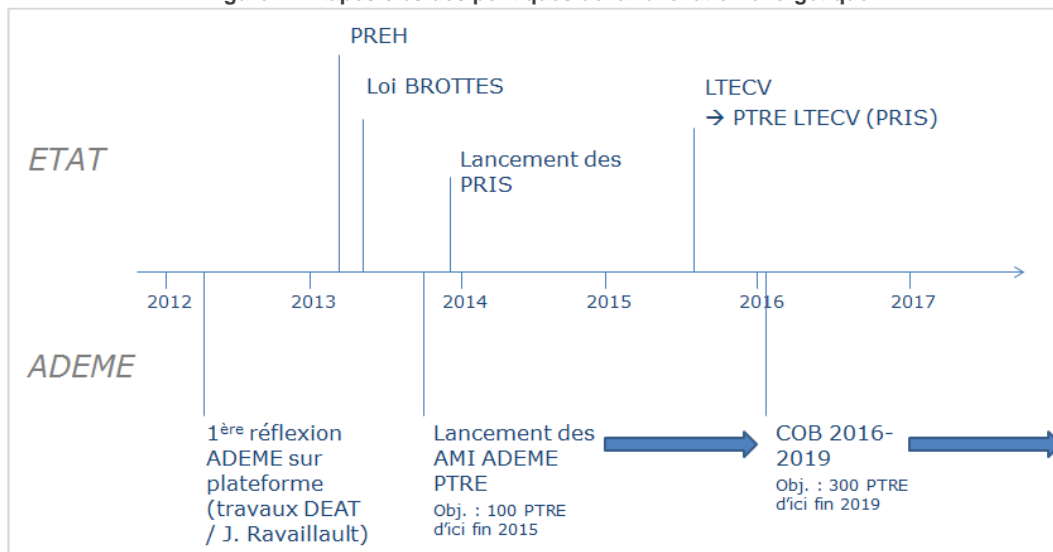 PREH
Loi BROTTES
LTECV
→ PTRE LTECV (PRIS)
ETAT
Lancement des
PRIS
2012
2013
2014
2015
2016
2017
ADEME
1ère réflexion
ADEME sur
plateforme
(travaux DEAT
/ J. Ravaillault)
Lancement des
AMI ADEME
PTRE
Obj. : 100 PTRE
d'ici fin 2015
COB 2016-
2019
Obj. : 300 PTRE
d'ici fin 2019